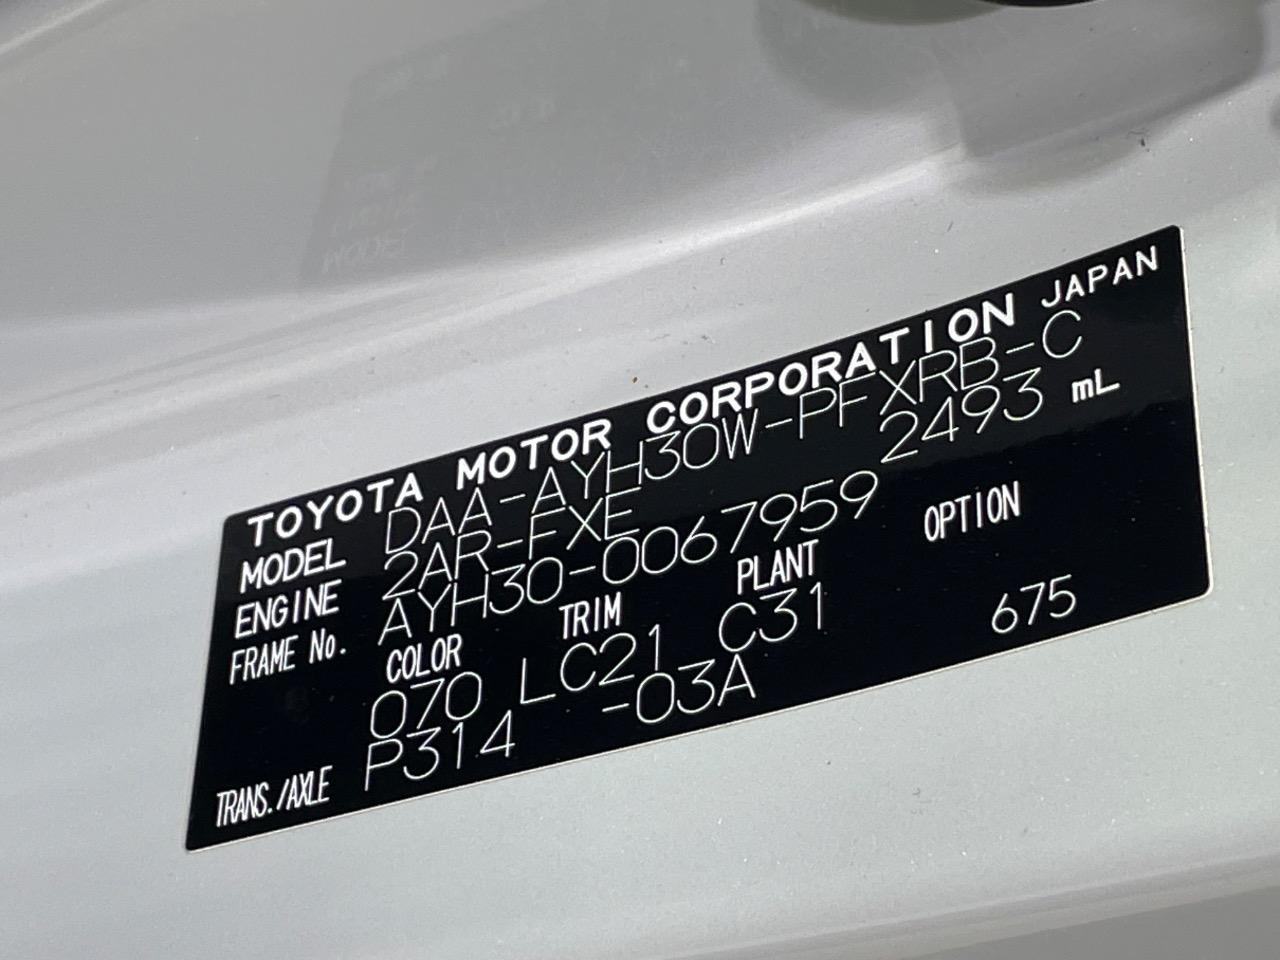 TOYOTA MOTOR CORPORATION JAPAN
MODEL DAA-AYH30W-PFXRB-C
ENGINE 2AR-FXE 2493 mL
FRAME No. AYH30-0067959
COLOR TRIM PLANT OPTION
070 LC21 C31 675
TRANS./AXLE P314 -03A